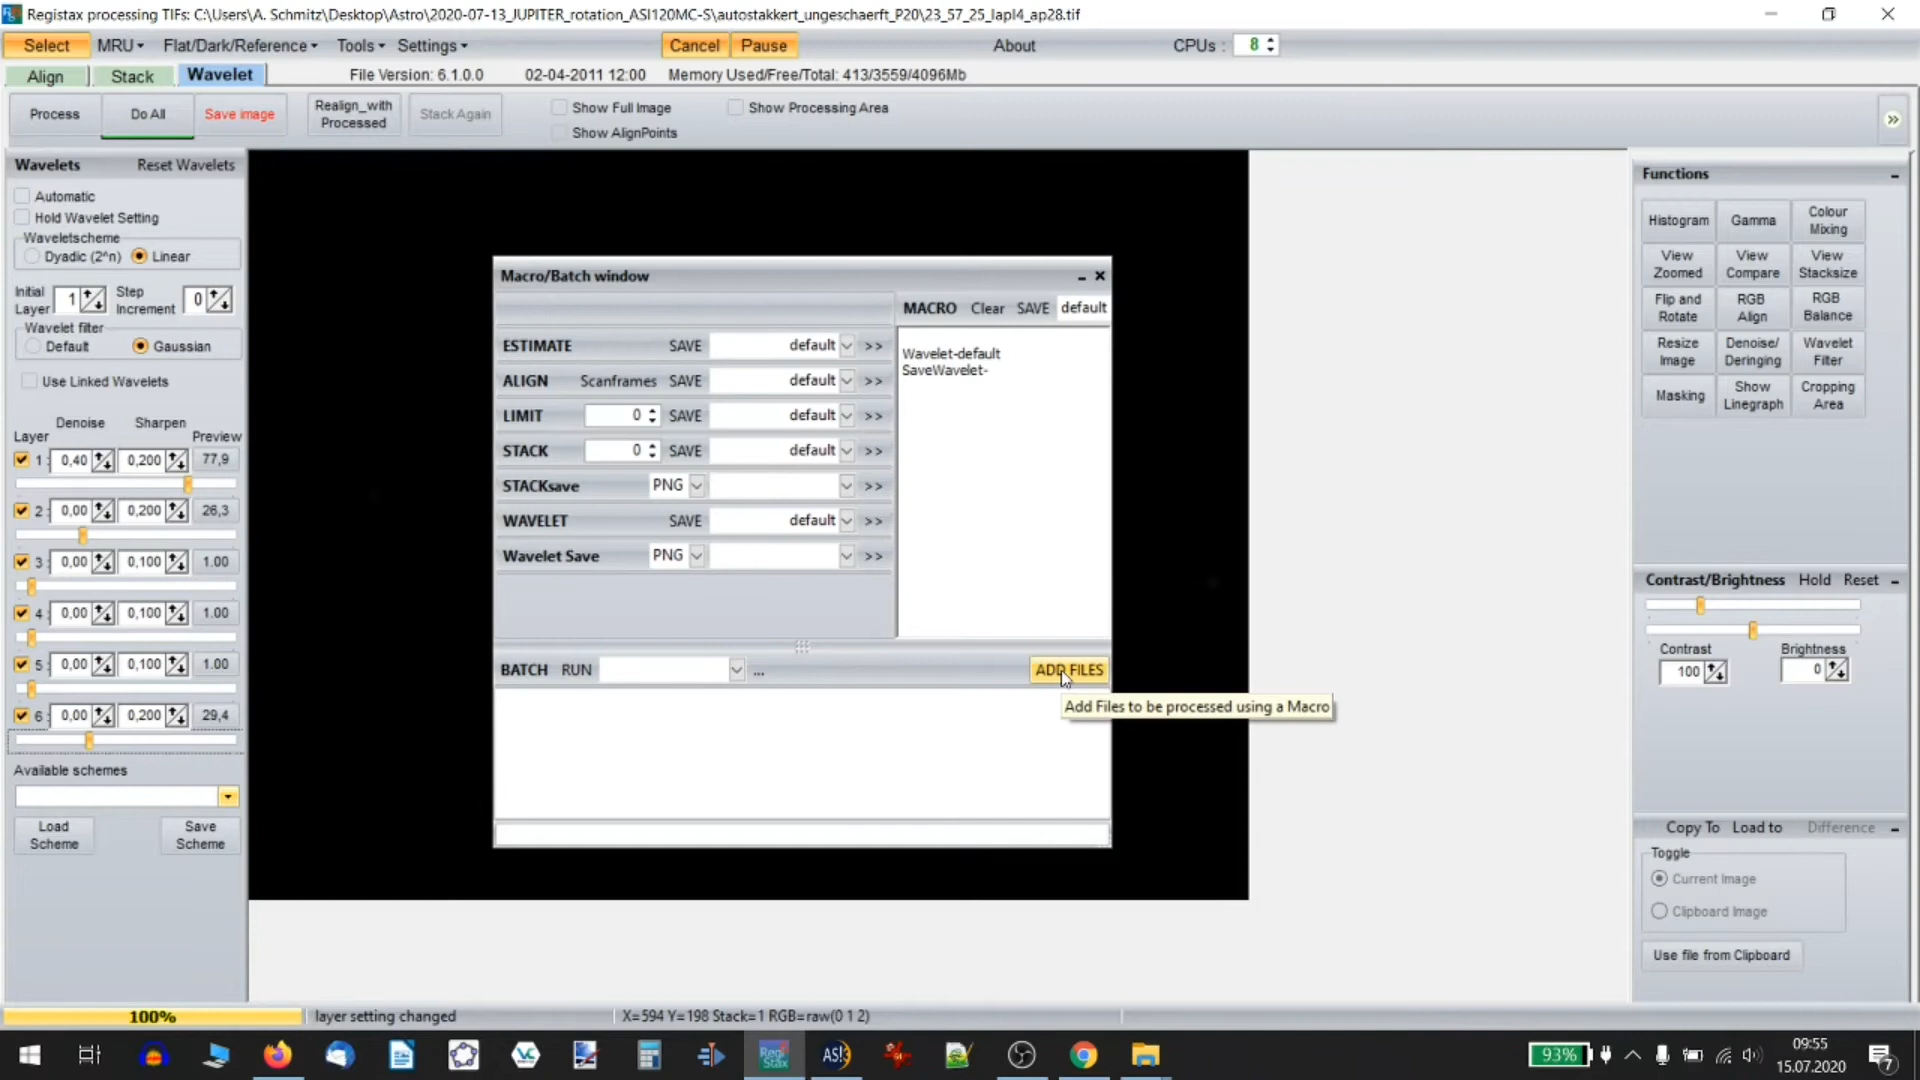 Registax processing TIFs: C:\Users\A. Schmitz\Desktop\Astro\2020-07-13_JUPITER_rotation_ASI120MC-S\autostakkert_ungeschaerft_P20\23_57_25_lapl4_ap28.tif
Select MRU Flat/Dark/Reference Tools Settings Cancel Pause About CPUs : 8
Align Stack Wavelet File Version: 6.1.0.0 02-04-2011 12:00 Memory Used/Free/Total: 413/3559/4096Mb
Process Do All Save image Realign_with Processed Stack Again Show Full Image Show Processing Area
Show AlignPoints
Wavelets Reset Wavelets
Automatic
Hold Wavelet Setting
Waveletscheme
Dyadic (2^n) Linear
Initial Layer 1 Step Increment 0
Wavelet filter
Default Gaussian
Use Linked Wavelets
Denoise Sharpen
Layer Preview
1: 0,40 0,200 77,9
2: 0,00 0,200 26,3
3: 0,00 0,100 1.00
4: 0,00 0,100 1.00
5: 0,00 0,100 1.00
6: 0,00 0,200 29,4
Available schemes
Load Scheme Save Scheme
Macro/Batch window
MACRO Clear SAVE default
ESTIMATE SAVE default >>
ALIGN Scanframes SAVE default >>
LIMIT 0 SAVE default >>
STACK 0 SAVE default >>
STACKsave PNG >>
WAVELET SAVE default >>
Wavelet Save PNG >>
Wavelet-default
SaveWavelet-
BATCH RUN ... ADD FILES
Add Files to be processed using a Macro
Functions
Histogram Gamma Colour Mixing
View Zoomed View Compare View Stacksize
Flip and Rotate RGB Align RGB Balance
Resize Image Denoise/ Deringing Wavelet Filter
Masking Show Linegraph Cropping Area
Contrast/Brightness Hold Reset
Contrast Brightness
100 0
Copy To Load to Difference
Toggle
Current Image
Clipboard Image
Use file from Clipboard
100% layer setting changed X=594 Y=198 Stack=1 RGB=raw(0 1 2)
Regi Stax ASI 93% 09:55
15.07.2020 7